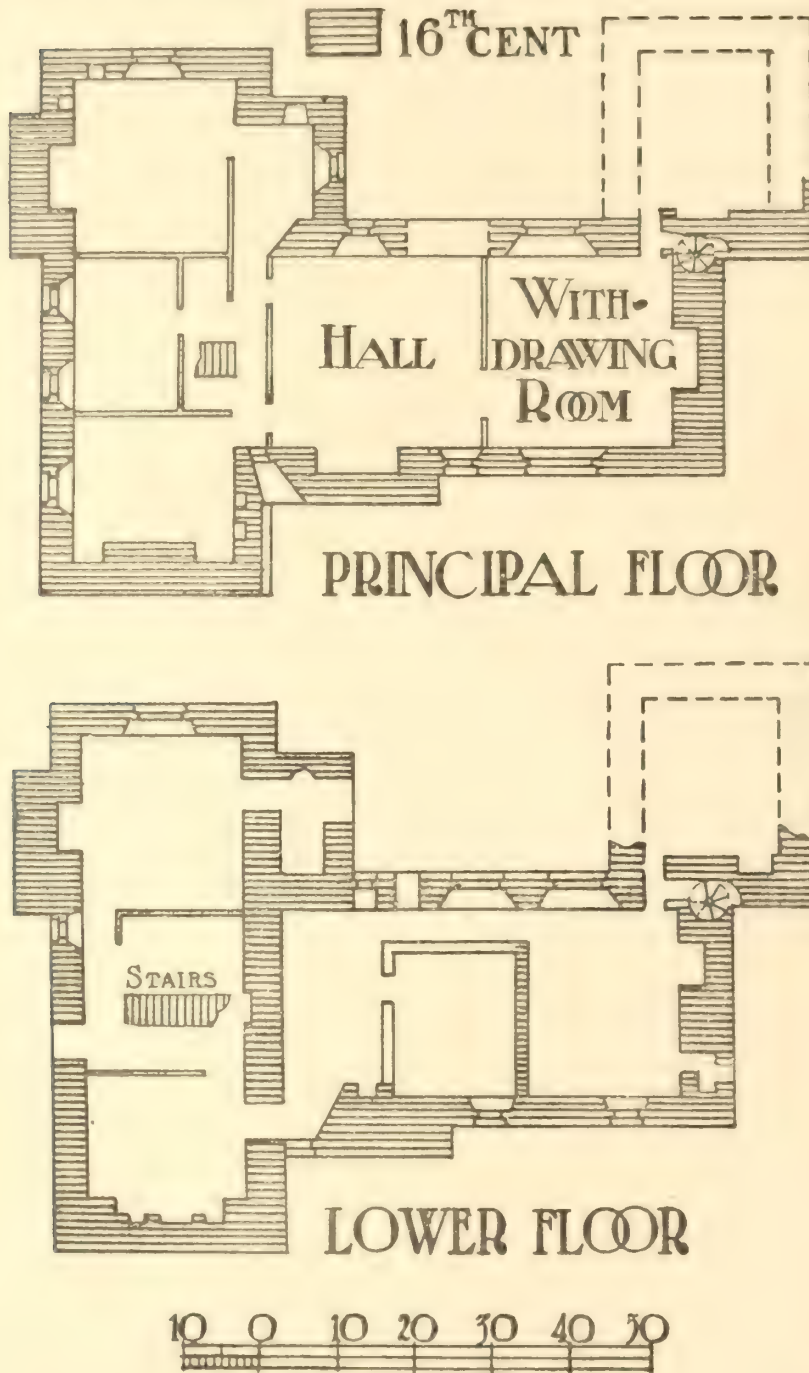 16TH CENT
HALL
WITH-
DRAWING
ROOM
PRINCIPAL FLOOR
STAIRS
LOWER FLOOR
10 0 10 20 30 40 50